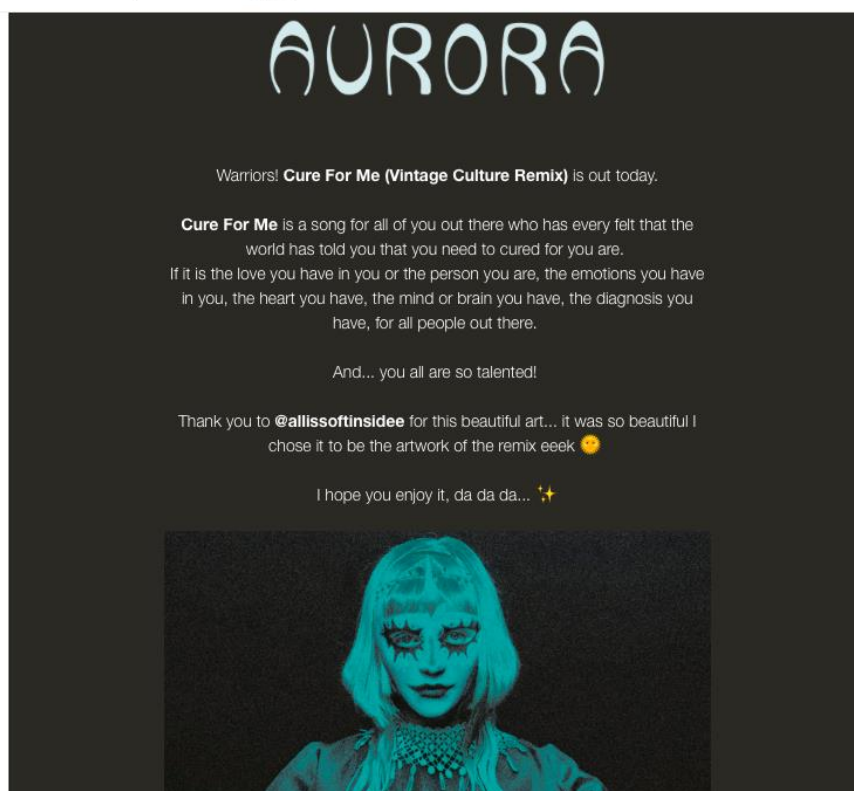 AURORA
Warriors! Cure For Me (Vintage Culture Remix) is out today.
Cure For Me is a song for all of you out there who has every felt that the
world has told you that you need to cured for you are.
If it is the love you have in you or the person you are, the emotions you have
in you, the heart you have, the mind or brain you have, the diagnosis you
have, for all people out there.
And... you all are so talented!
Thank you to @allissoftinsidee for this beautiful art... it was so beautiful I
chose it to be the artwork of the remix eeek 🌞
I hope you enjoy it, da da da... ✨